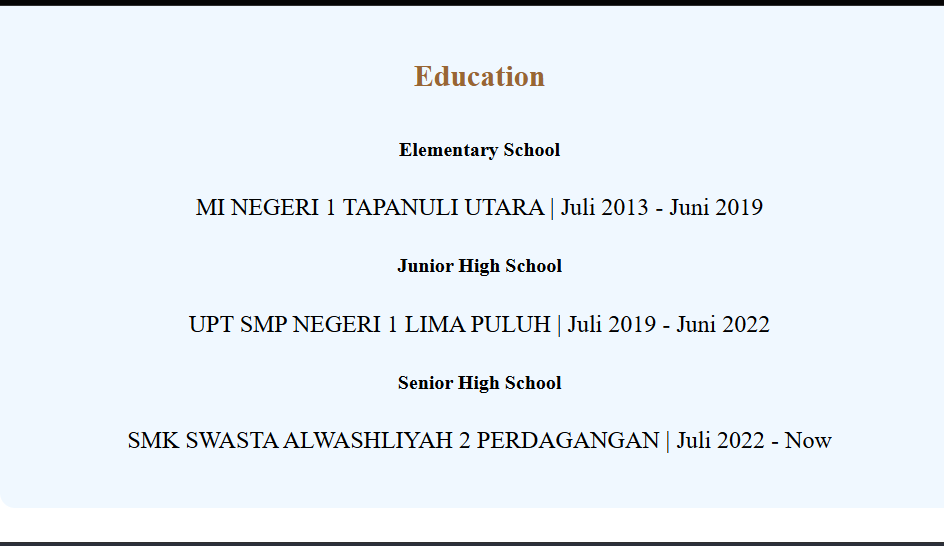 Education
Elementary School
MI NEGERI 1 TAPANULI UTARA | Juli 2013 - Juni 2019
Junior High School
UPT SMP NEGERI 1 LIMA PULUH | Juli 2019 - Juni 2022
Senior High School
SMK SWASTA ALWASHLIYAH 2 PERDAGANGAN | Juli 2022 - Now